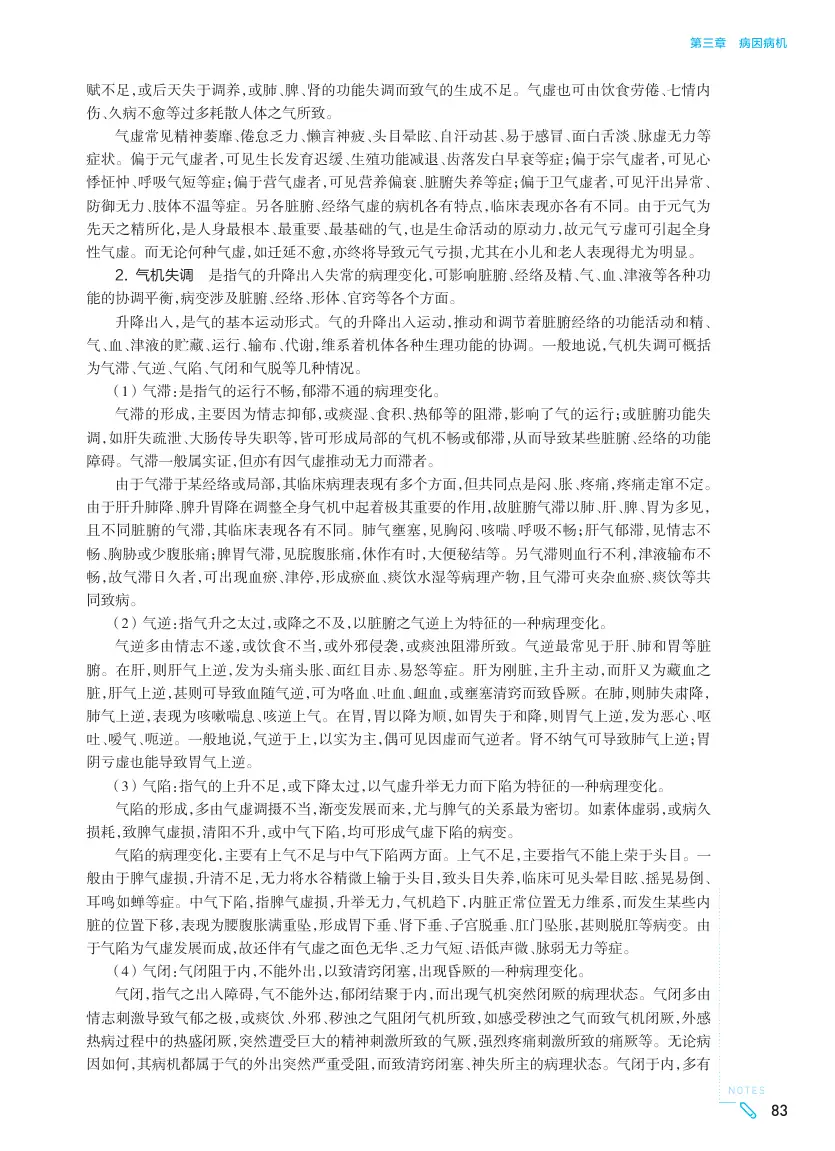 第三章　病因病机
赋不足,或后天失于调养,或肺、脾、肾的功能失调而致气的生成不足。气虚也可由饮食劳倦、七情内
伤、久病不愈等过多耗散人体之气所致。
气虚常见精神萎靡、倦怠乏力、懒言神疲、头目晕眩、自汗动甚、易于感冒、面白舌淡、脉虚无力等
症状。偏于元气虚者,可见生长发育迟缓、生殖功能减退、齿落发白早衰等症;偏于宗气虚者,可见心
悸怔忡、呼吸气短等症;偏于营气虚者,可见营养偏衰、脏腑失养等症;偏于卫气虚者,可见汗出异常、
防御无力、肢体不温等症。另各脏腑、经络气虚的病机各有特点,临床表现亦各有不同。由于元气为
先天之精所化,是人身最根本、最重要、最基础的气,也是生命活动的原动力,故元气亏虚可引起全身
性气虚。而无论何种气虚,如迁延不愈,亦终将导致元气亏损,尤其在小儿和老人表现得尤为明显。
2. 气机失调　是指气的升降出入失常的病理变化,可影响脏腑、经络及精、气、血、津液等各种功
能的协调平衡,病变涉及脏腑、经络、形体、官窍等各个方面。
升降出入,是气的基本运动形式。气的升降出入运动,推动和调节着脏腑经络的功能活动和精、
气、血、津液的贮藏、运行、输布、代谢,维系着机体各种生理功能的协调。一般地说,气机失调可概括
为气滞、气逆、气陷、气闭和气脱等几种情况。
（1）气滞:是指气的运行不畅,郁滞不通的病理变化。
气滞的形成,主要因为情志抑郁,或痰湿、食积、热郁等的阻滞,影响了气的运行;或脏腑功能失
调,如肝失疏泄、大肠传导失职等,皆可形成局部的气机不畅或郁滞,从而导致某些脏腑、经络的功能
障碍。气滞一般属实证,但亦有因气虚推动无力而滞者。
由于气滞于某经络或局部,其临床病理表现有多个方面,但共同点是闷、胀、疼痛,疼痛走窜不定。
由于肝升肺降、脾升胃降在调整全身气机中起着极其重要的作用,故脏腑气滞以肺、肝、脾、胃为多见,
且不同脏腑的气滞,其临床表现各有不同。肺气壅塞,见胸闷、咳喘、呼吸不畅;肝气郁滞,见情志不
畅、胸胁或少腹胀痛;脾胃气滞,见脘腹胀痛,休作有时,大便秘结等。另气滞则血行不利,津液输布不
畅,故气滞日久者,可出现血瘀、津停,形成瘀血、痰饮水湿等病理产物,且气滞可夹杂血瘀、痰饮等共
同致病。
（2）气逆:指气升之太过,或降之不及,以脏腑之气逆上为特征的一种病理变化。
气逆多由情志不遂,或饮食不当,或外邪侵袭,或痰浊阻滞所致。气逆最常见于肝、肺和胃等脏
腑。在肝,则肝气上逆,发为头痛头胀、面红目赤、易怒等症。肝为刚脏,主升主动,而肝又为藏血之
脏,肝气上逆,甚则可导致血随气逆,可为咯血、吐血、衄血,或壅塞清窍而致昏厥。在肺,则肺失肃降,
肺气上逆,表现为咳嗽喘息、咳逆上气。在胃,胃以降为顺,如胃失于和降,则胃气上逆,发为恶心、呕
吐、嗳气、呃逆。一般地说,气逆于上,以实为主,偶可见因虚而气逆者。肾不纳气可导致肺气上逆;胃
阴亏虚也能导致胃气上逆。
（3）气陷:指气的上升不足,或下降太过,以气虚升举无力而下陷为特征的一种病理变化。
气陷的形成,多由气虚调摄不当,渐变发展而来,尤与脾气的关系最为密切。如素体虚弱,或病久
损耗,致脾气虚损,清阳不升,或中气下陷,均可形成气虚下陷的病变。
气陷的病理变化,主要有上气不足与中气下陷两方面。上气不足,主要指气不能上荣于头目。一
般由于脾气虚损,升清不足,无力将水谷精微上输于头目,致头目失养,临床可见头晕目眩、摇晃易倒、
耳鸣如蝉等症。中气下陷,指脾气虚损,升举无力,气机趋下,内脏正常位置无力维系,而发生某些内
脏的位置下移,表现为腰腹胀满重坠,形成胃下垂、肾下垂、子宫脱垂、肛门坠胀,甚则脱肛等病变。由
于气陷为气虚发展而成,故还伴有气虚之面色无华、乏力气短、语低声微、脉弱无力等症。
（4）气闭:气闭阻于内,不能外出,以致清窍闭塞,出现昏厥的一种病理变化。
气闭,指气之出入障碍,气不能外达,郁闭结聚于内,而出现气机突然闭厥的病理状态。气闭多由
情志刺激导致气郁之极,或痰饮、外邪、秽浊之气阻闭气机所致,如感受秽浊之气而致气机闭厥,外感
热病过程中的热盛闭厥,突然遭受巨大的精神刺激所致的气厥,强烈疼痛刺激所致的痛厥等。无论病
因如何,其病机都属于气的外出突然严重受阻,而致清窍闭塞、神失所主的病理状态。气闭于内,多有
NOTES
83